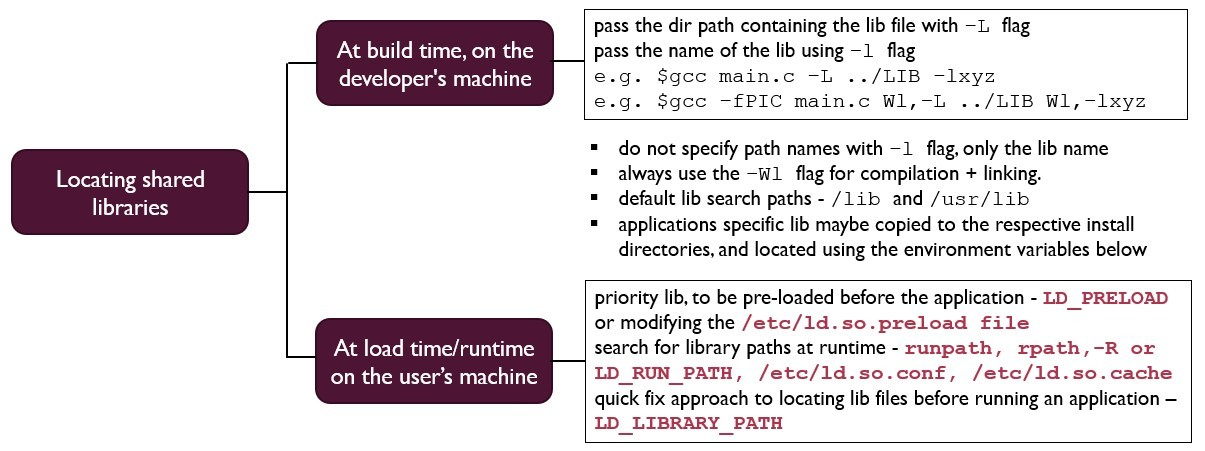 Locating shared
libraries
At build time, on the
developer's machine
pass the dir path containing the lib file with -L flag
pass the name of the lib using -l flag
e.g. $gcc main.c -L ../LIB -lxyz
e.g. $gcc -fPIC main.c Wl,-L ../LIB Wl,-lxyz
▪ do not specify path names with -l flag, only the lib name
▪ always use the -Wl flag for compilation + linking.
▪ default lib search paths - /lib and /usr/lib
▪ applications specific lib maybe copied to the respective install
directories, and located using the environment variables below
At load time/runtime
on the user’s machine
priority lib, to be pre-loaded before the application - LD_PRELOAD
or modifying the /etc/ld.so.preload file
search for library paths at runtime - runpath, rpath,-R or
LD_RUN_PATH, /etc/ld.so.conf, /etc/ld.so.cache
quick fix approach to locating lib files before running an application –
LD_LIBRARY_PATH